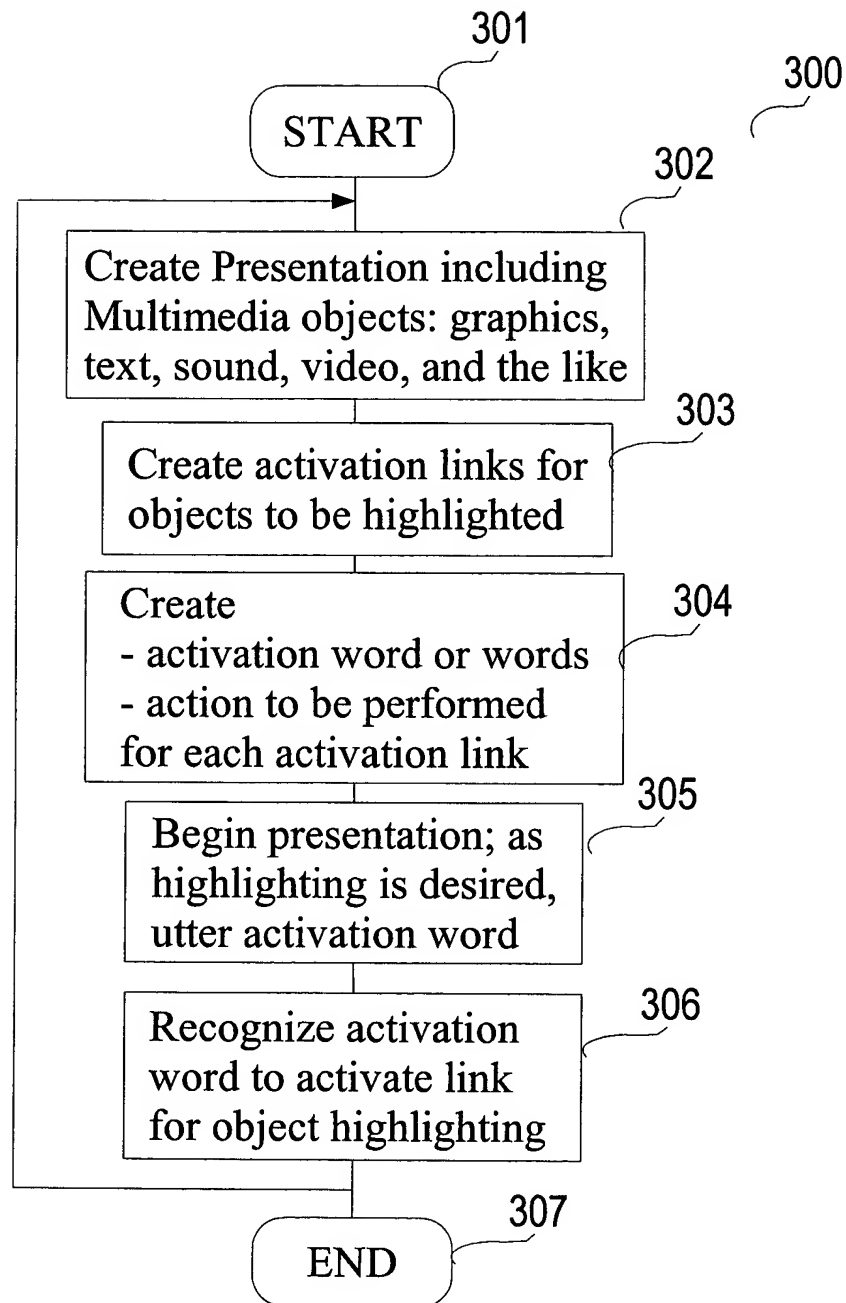 301
300
START
302
Create Presentation including
Multimedia objects: graphics,
text, sound, video, and the like
303
Create activation links for
objects to be highlighted
304
Create
- activation word or words
- action to be performed
for each activation link
305
Begin presentation; as
highlighting is desired,
utter activation word
306
Recognize activation
word to activate link
for object highlighting
307
END